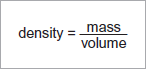 density = mass
volume